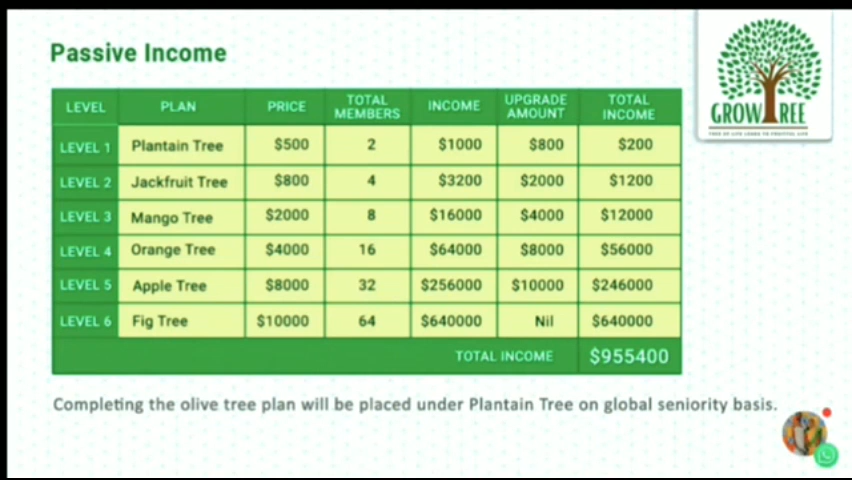 Passive Income
LEVEL PLAN PRICE TOTAL MEMBERS INCOME UPGRADE AMOUNT TOTAL INCOME
LEVEL 1 Plantain Tree $500 2 $1000 $800 $200
LEVEL 2 Jackfruit Tree $800 4 $3200 $2000 $1200
LEVEL 3 Mango Tree $2000 8 $16000 $4000 $12000
LEVEL 4 Orange Tree $4000 16 $64000 $8000 $56000
LEVEL 5 Apple Tree $8000 32 $256000 $10000 $246000
LEVEL 6 Fig Tree $10000 64 $640000 Nil $640000
TOTAL INCOME $955400
Completing the olive tree plan will be placed under Plantain Tree on global seniority basis.
GROWTREE